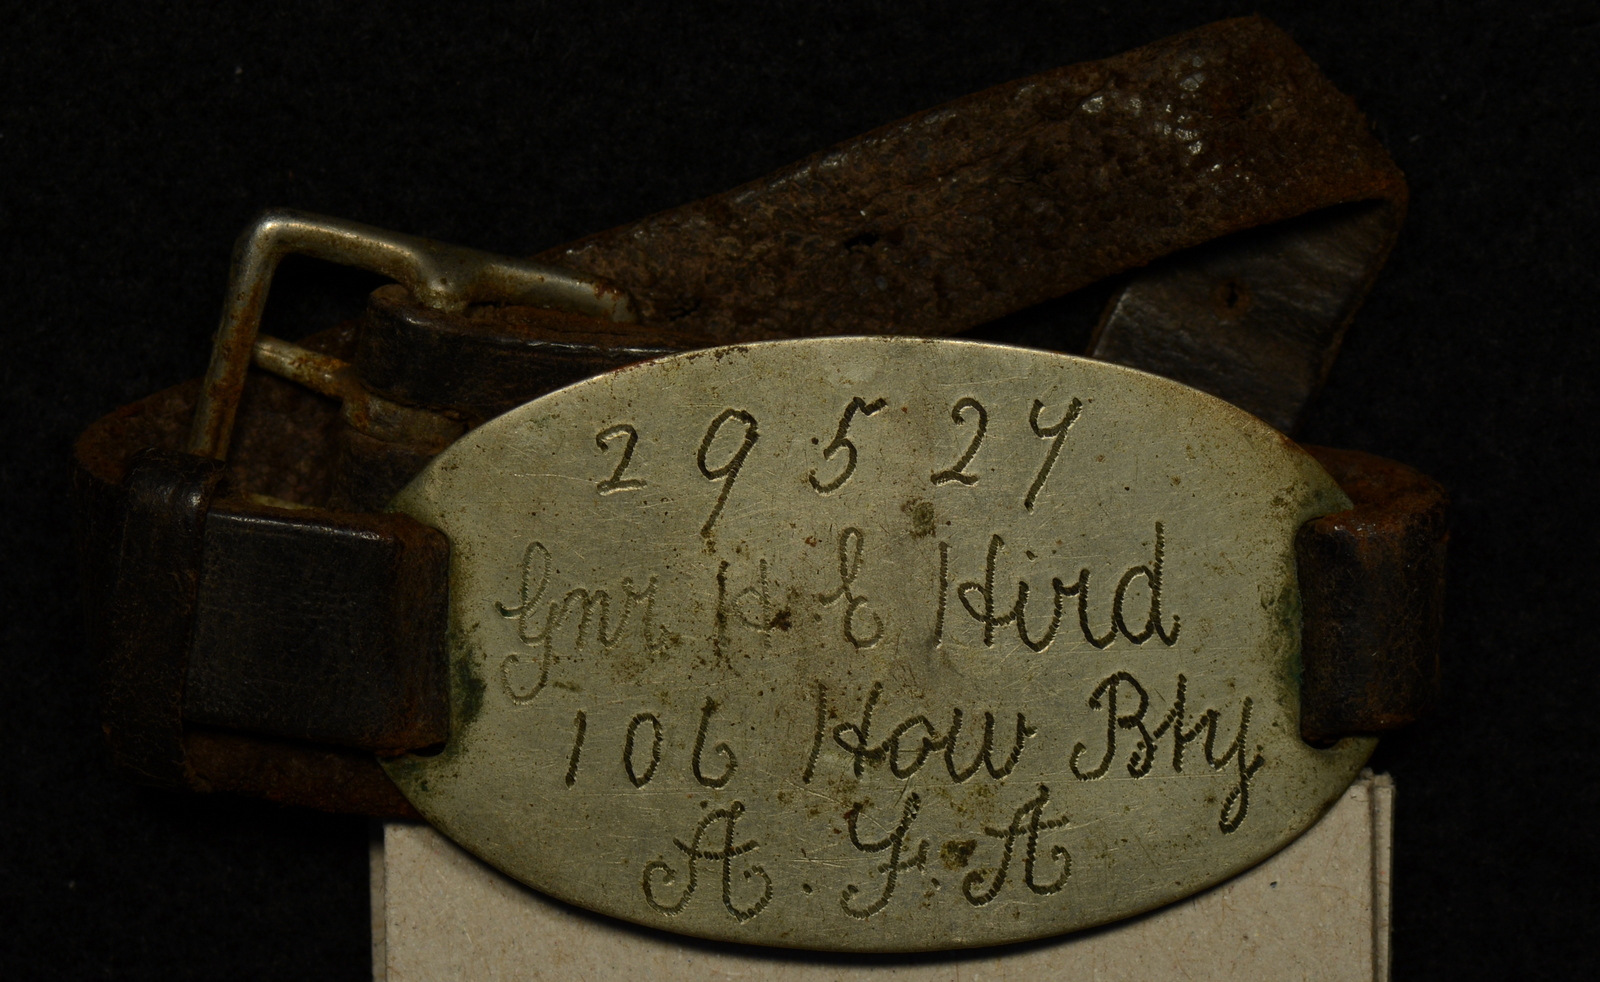 29527
Gnr H. E Hird
106 How Bty
A. F. A